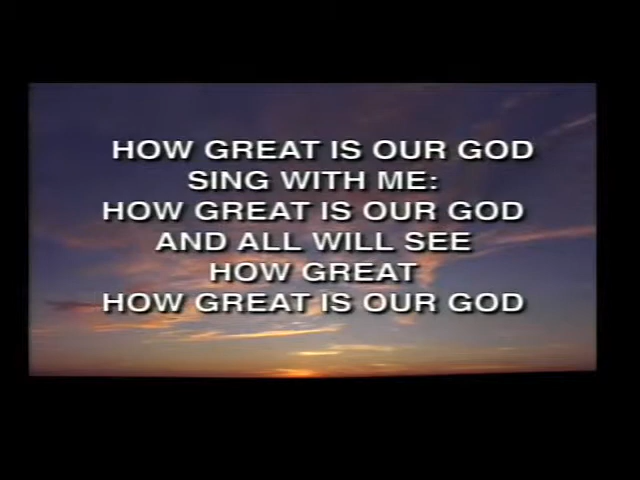 HOW GREAT IS OUR GOD
SING WITH ME:
HOW GREAT IS OUR GOD
AND ALL WILL SEE
HOW GREAT
HOW GREAT IS OUR GOD